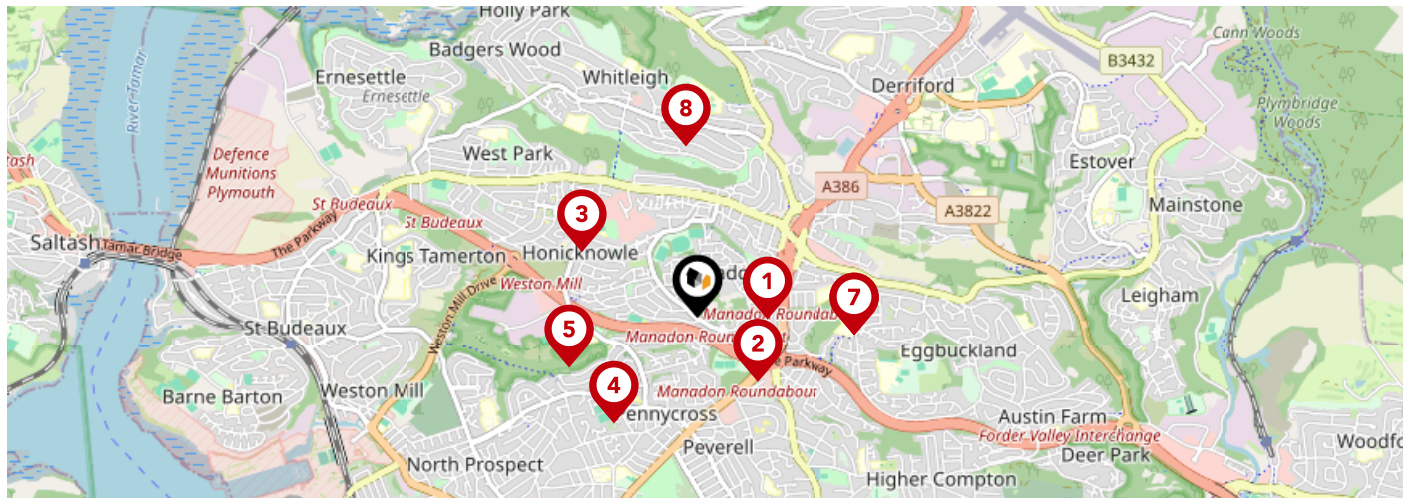 Holly Park
Badgers Wood
Ernesettle
Ernesettle
Whitleigh
Derriford
B3432
Cann Woods
Plymbridge
Woods
River Tamar
Defence
Munitions
Plymouth
West Park
8
A386
A3822
Estover
Mainstone
St Budeaux
St Budeaux
The Parkway
3
Saltash
Tamar Bridge
Kings Tamerton
Honicknowle
Weston Mill
Weston Mill Drive
1
7
Manadon Roundab
Leigham
St Budeaux
5
Manadon Roun
2
The Parkway
Eggbuckland
Barne Barton
Weston Mill
4
Manadon Roundabout
ennycross
Peverell
Austin Farm
Forder Valley Interchange
Deer Park
Woodfo
North Prospect
Higher Compton